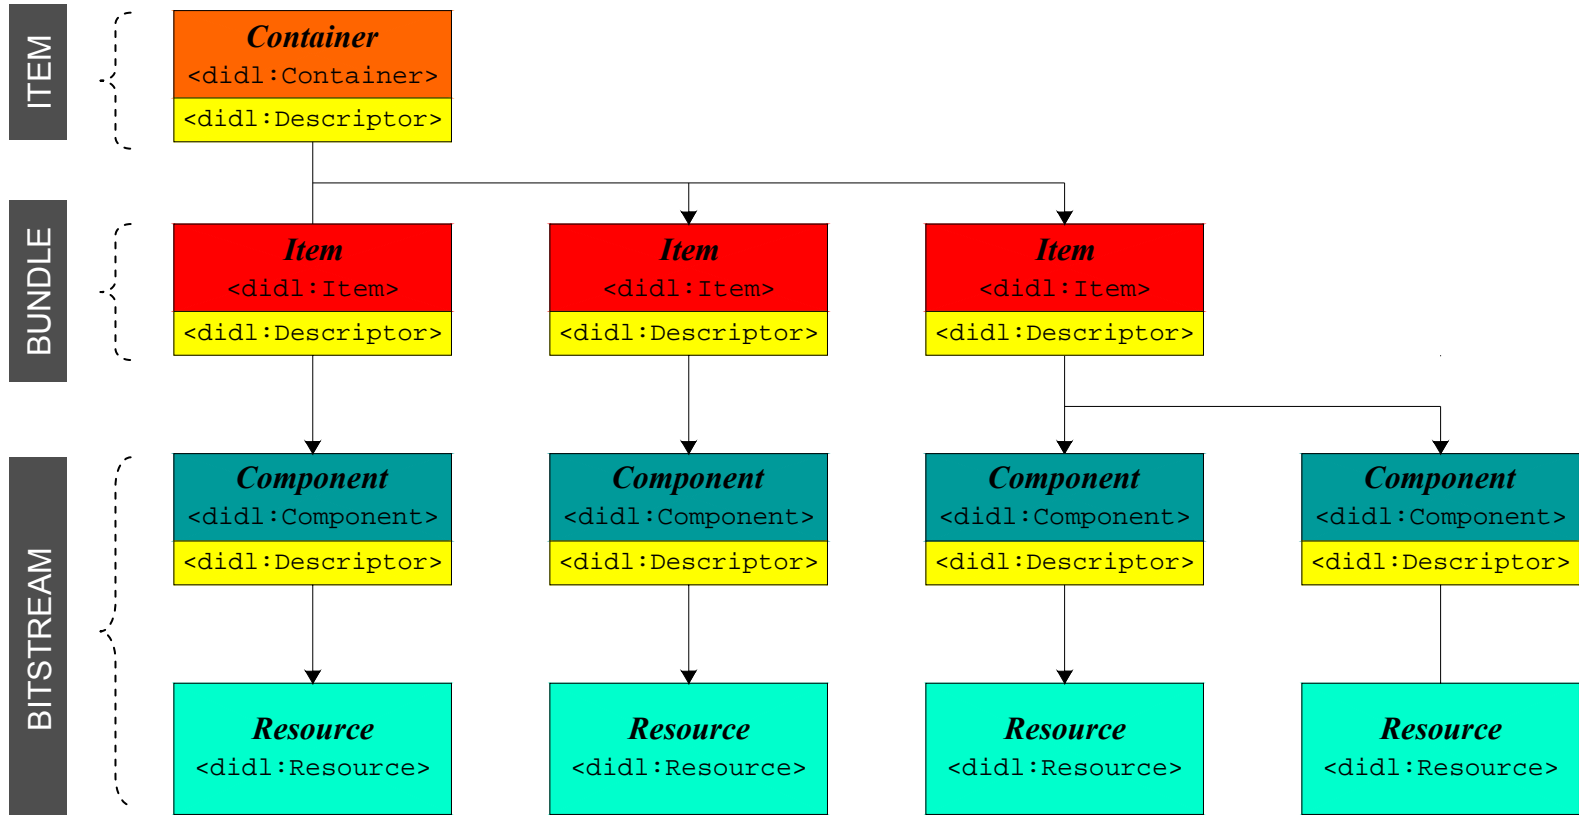 ITEM
Container
<didl:Container>
<didl:Descriptor>
BUNDLE
Item
<didl:Item>
<didl:Descriptor>
Item
<didl:Item>
<didl:Descriptor>
Item
<didl:Item>
<didl:Descriptor>
BITSTREAM
Component
<didl:Component>
<didl:Descriptor>
Component
<didl:Component>
<didl:Descriptor>
Component
<didl:Component>
<didl:Descriptor>
Component
<didl:Component>
<didl:Descriptor>
Resource
<didl:Resource>
Resource
<didl:Resource>
Resource
<didl:Resource>
Resource
<didl:Resource>